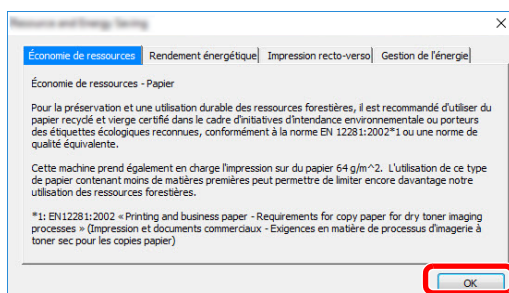 Resource and Energy Saving
Économie de ressources Rendement énergétique Impression recto-verso Gestion de l'énergie
Économie de ressources - Papier
Pour la préservation et une utilisation durable des ressources forestières, il est recommandé d'utiliser du
papier recyclé et vierge certifié dans le cadre d'initiatives d'intendance environnementale ou porteurs
des étiquettes écologiques reconnues, conformément à la norme EN 12281:2002*1 ou une norme de
qualité équivalente.
Cette machine prend également en charge l'impression sur du papier 64 g/m^2. L'utilisation de ce type
de papier contenant moins de matières premières peut permettre de limiter encore davantage notre
utilisation des ressources forestières.
*1: EN12281:2002 « Printing and business paper - Requirements for copy paper for dry toner imaging
processes » (Impression et documents commerciaux - Exigences en matière de processus d'imagerie à
toner sec pour les copies papier)
OK